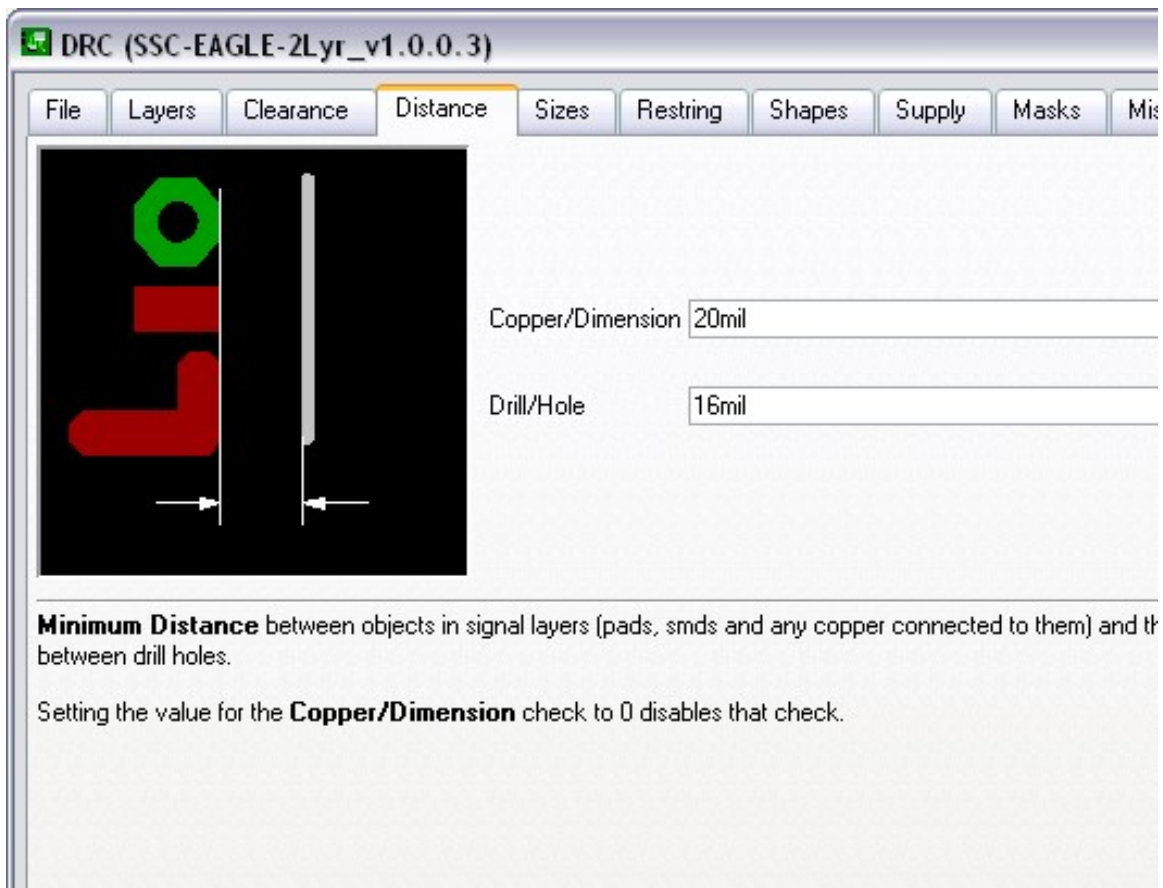 DRC (SSC-EAGLE-2Lyr_v1.0.0.3)
File Layers Clearance Distance Sizes Restring Shapes Supply Masks Mis
Copper/Dimension 20mil
Drill/Hole 16mil
Minimum Distance between objects in signal layers (pads, smds and any copper connected to them) and th
between drill holes.
Setting the value for the Copper/Dimension check to 0 disables that check.